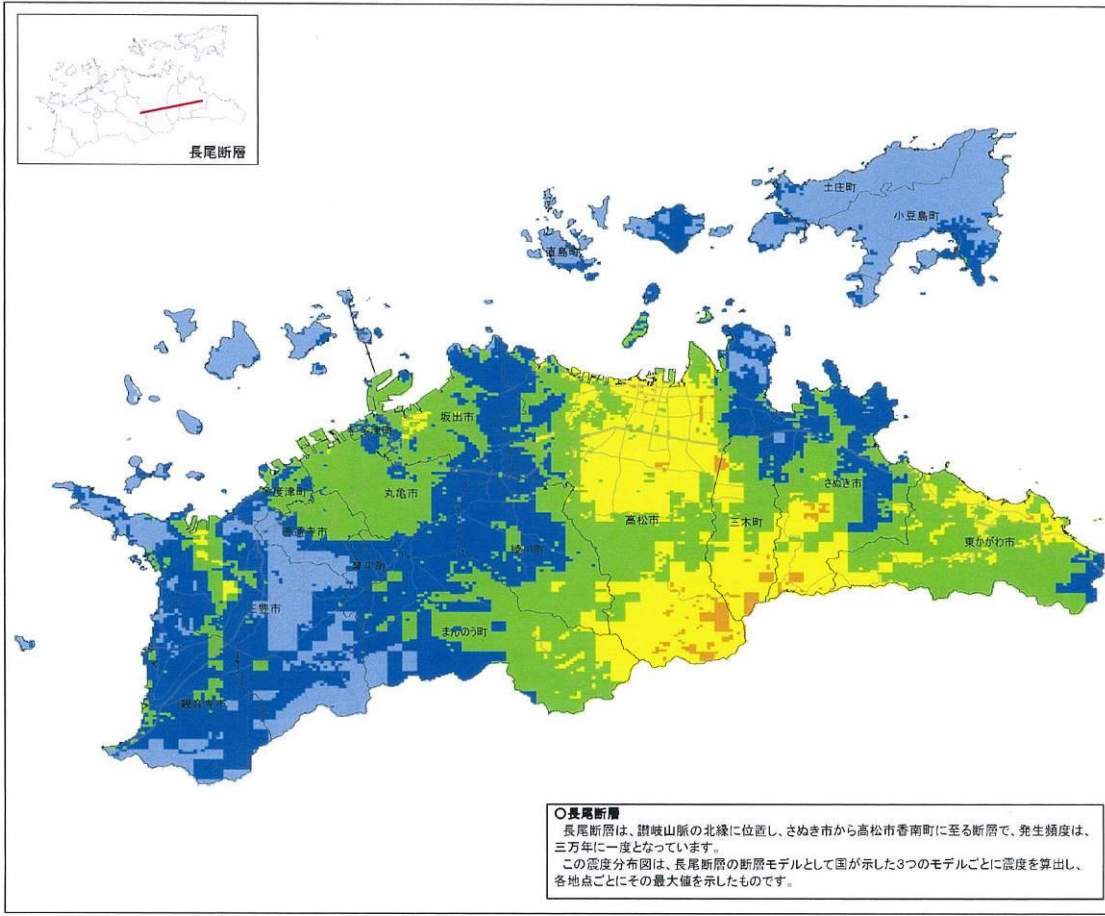 長尾断層
土庄町
小豆島町
直島町
坂出市
宇多津町
丸亀市
多度津町
善通寺市
さぬき市
高松市
三木町
綾川町
東かがわ市
琴平町
三豊市
まんのう町
観音寺市
○長尾断層
長尾断層は、讃岐山脈の北縁に位置し、さぬき市から高松市香南町に至る断層で、発生頻度は、
三万年に一度となっています。
この震度分布図は、長尾断層の断層モデルとして国が示した3つのモデルごとに震度を算出し、
各地点ごとにその最大値を示したものです。